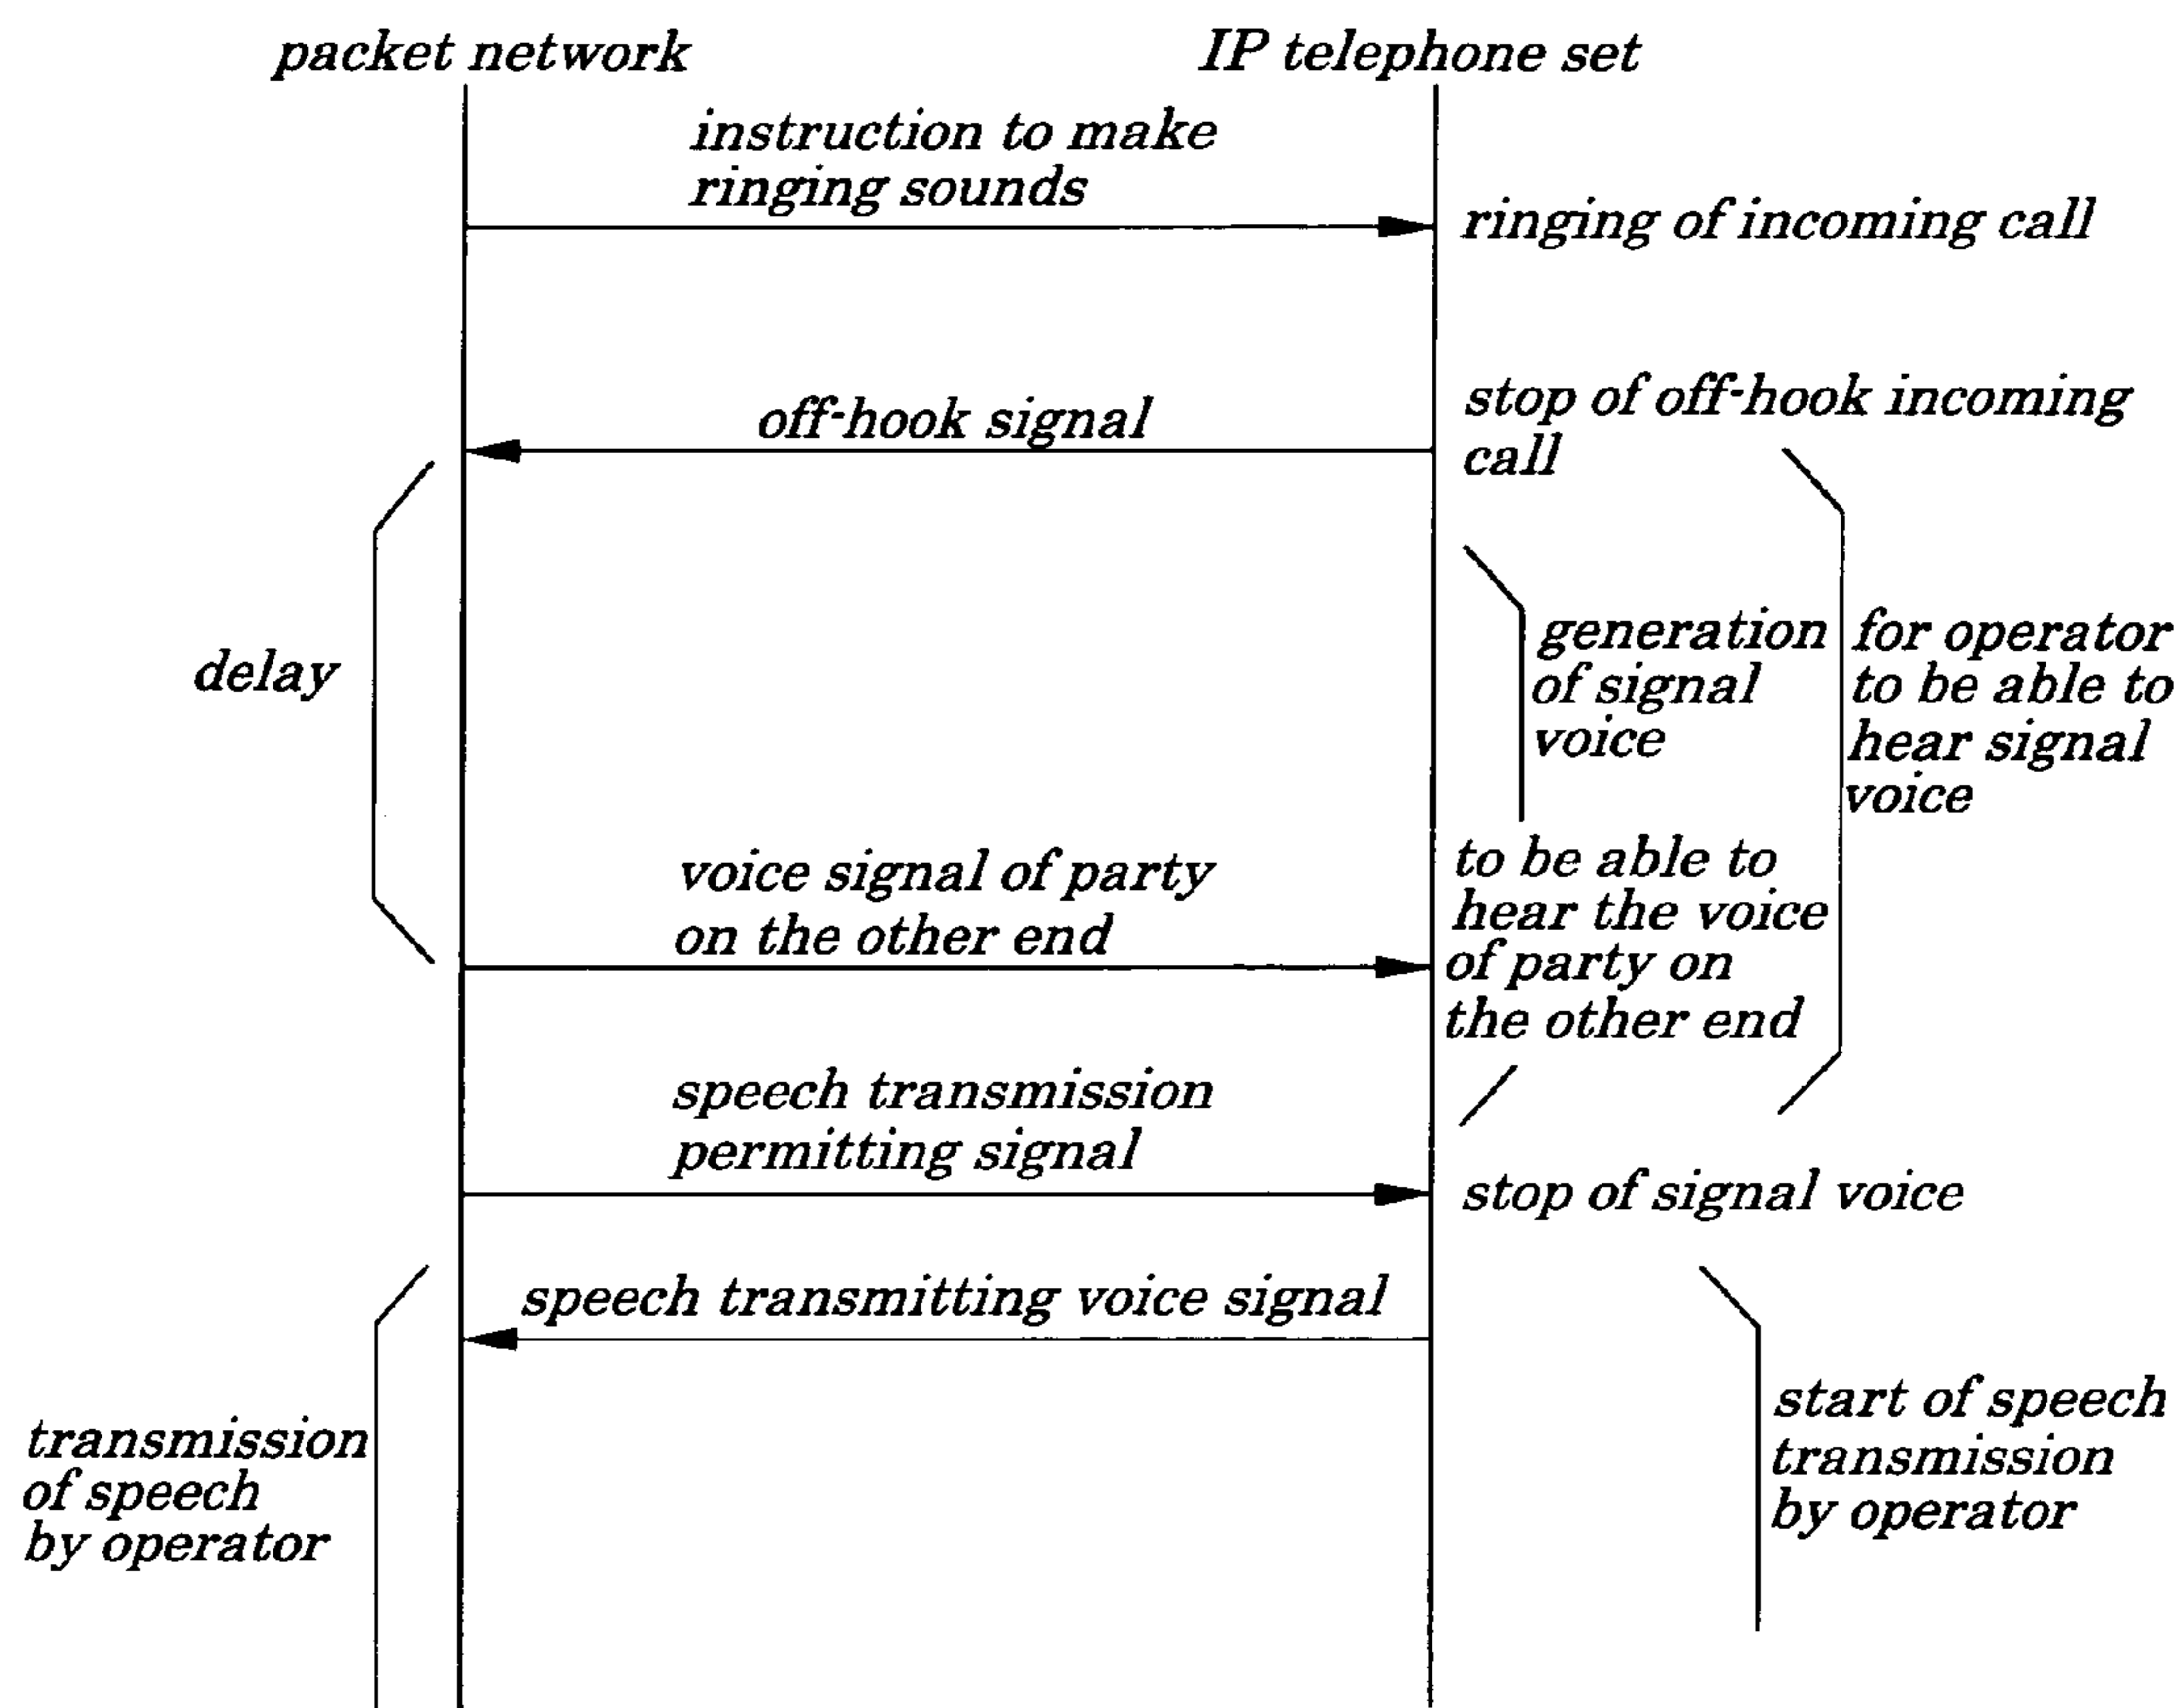 packet network
IP telephone set
instruction to make
ringing sounds
ringing of incoming call
off-hook signal
stop of off-hook incoming
call
delay
generation
of signal
voice
for operator
to be able to
hear signal
voice
voice signal of party
on the other end
to be able to
hear the voice
of party on
the other end
speech transmission
permitting signal
stop of signal voice
speech transmitting voice signal
transmission
of speech
by operator
start of speech
transmission
by operator